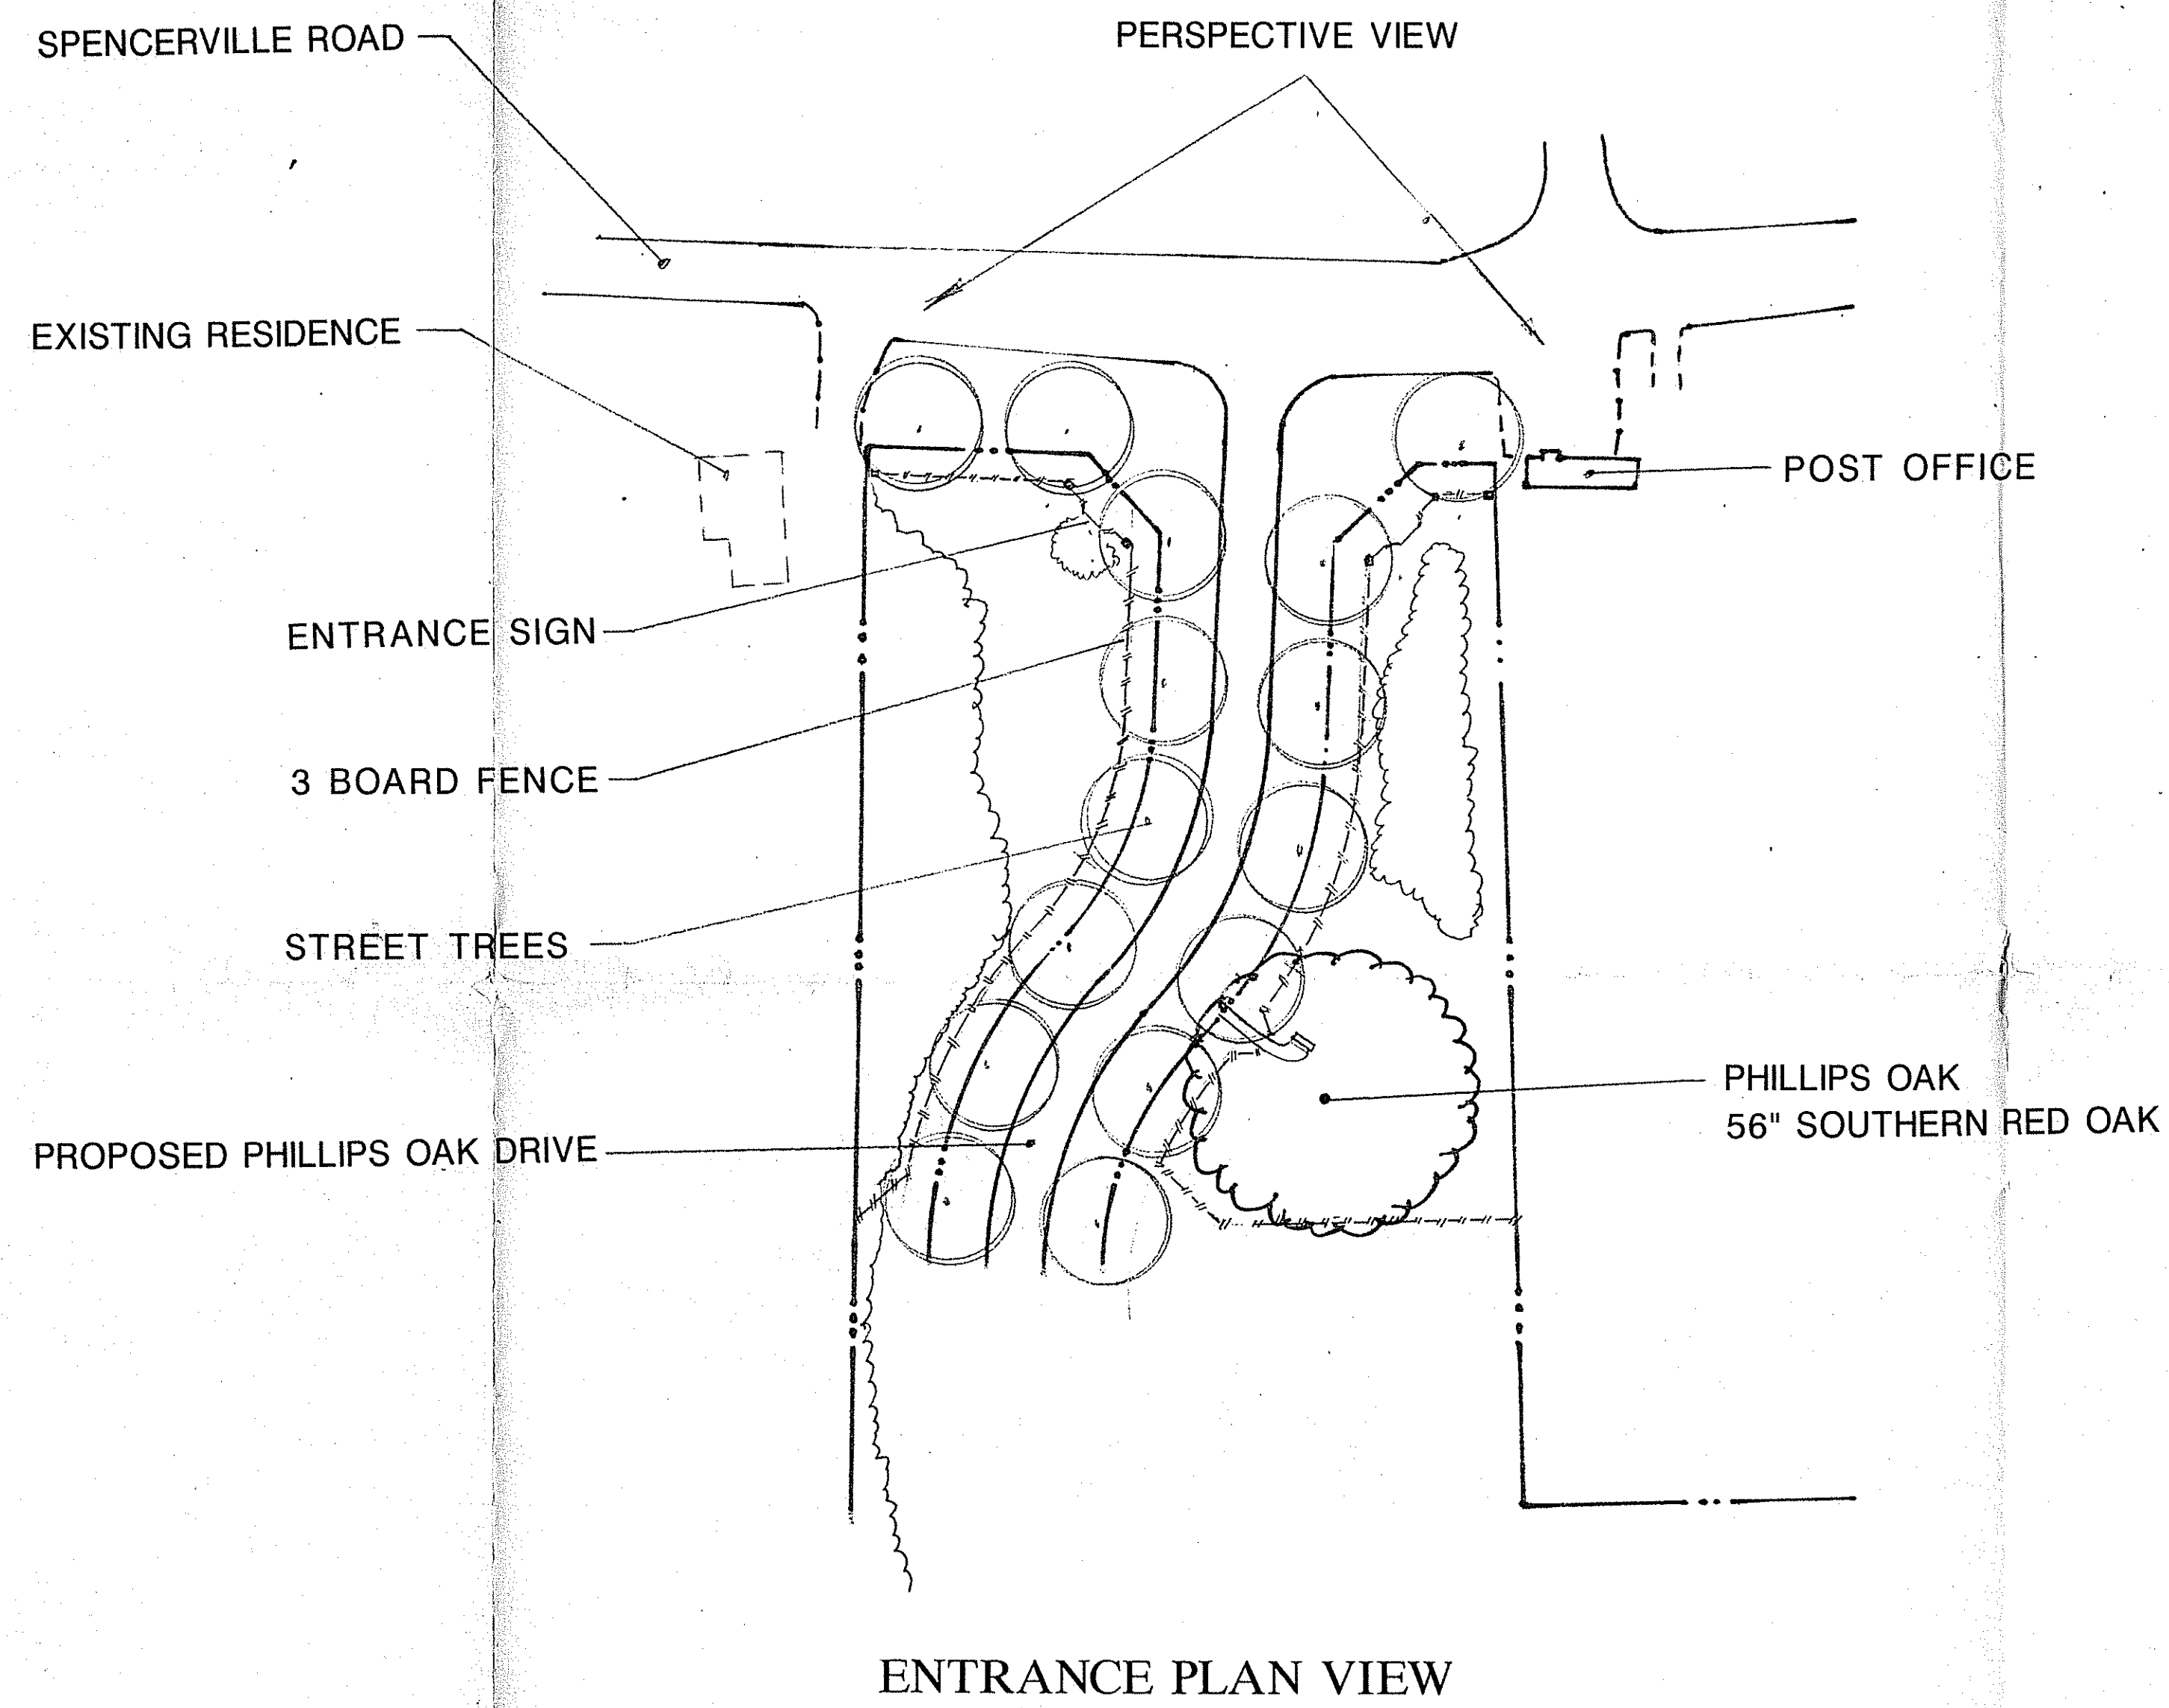 SPENCERVILLE ROAD
PERSPECTIVE VIEW
EXISTING RESIDENCE
POST OFFICE
ENTRANCE SIGN
3 BOARD FENCE
STREET TREES
PHILLIPS OAK
56" SOUTHERN RED OAK
PROPOSED PHILLIPS OAK DRIVE
ENTRANCE PLAN VIEW